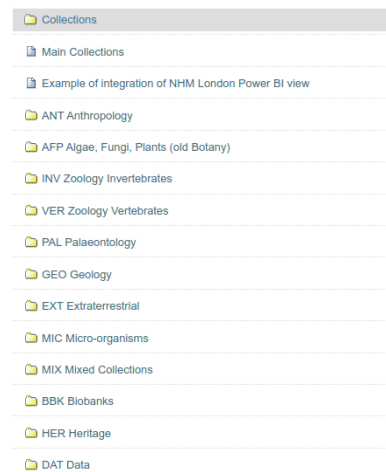 Collections
Main Collections
Example of integration of NHM London Power BI view
ANT Anthropology
AFP Algae, Fungi, Plants (old Botany)
INV Zoology Invertebrates
VER Zoology Vertebrates
PAL Palaeontology
GEO Geology
EXT Extraterrestrial
MIC Micro-organisms
MIX Mixed Collections
BBK Biobanks
HER Heritage
DAT Data